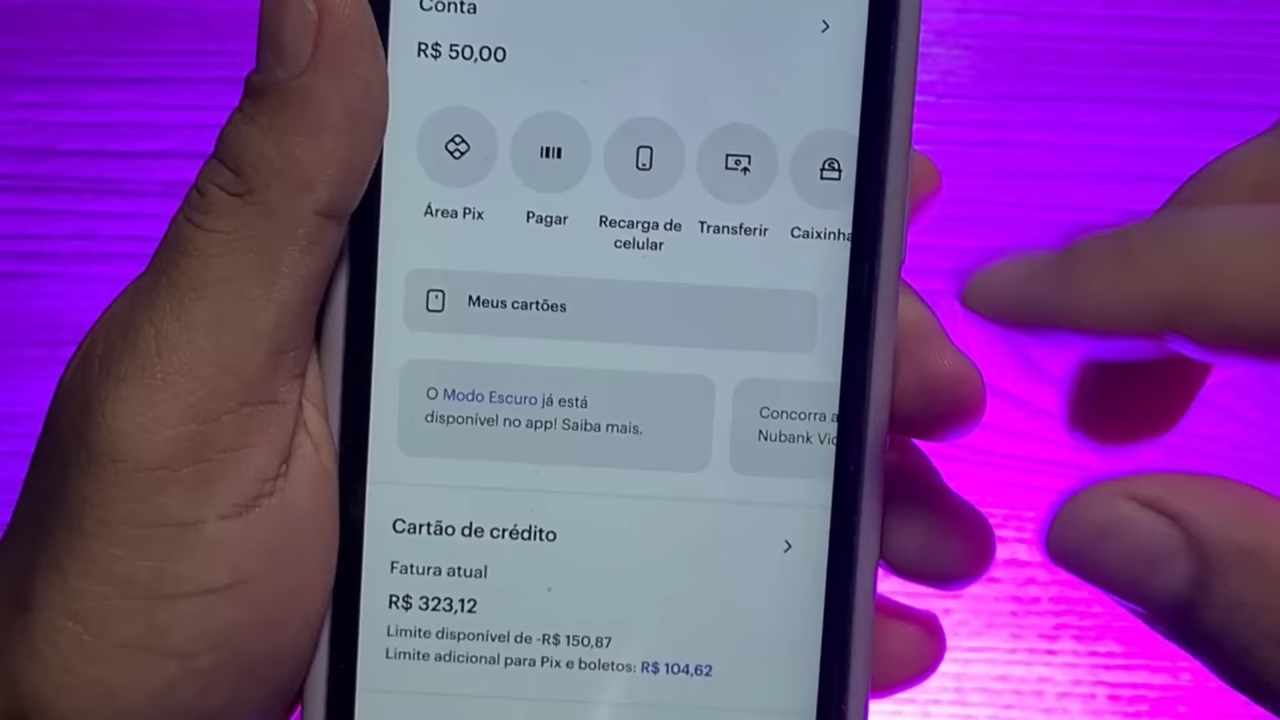 Conta
R$ 50,00
Área Pix
Pagar
Recarga de
celular
Transferir
Caixinha
Meus cartões
O Modo Escuro já está
disponível no app! Saiba mais.
Concorra a
Nubank Vic
Cartão de crédito
Fatura atual
R$ 323,12
Limite disponível de -R$ 150,87
Limite adicional para Pix e boletos: R$ 104,62